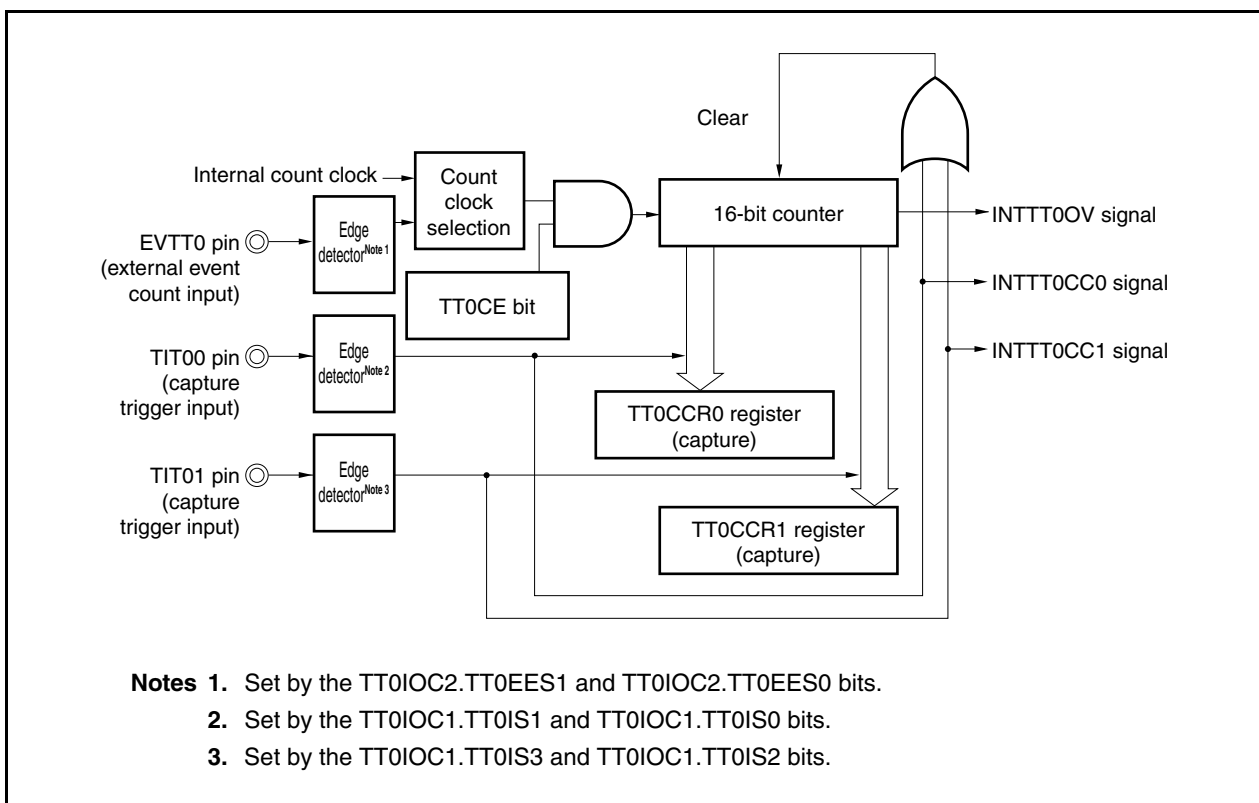 Clear
Internal count clock
Count
clock
selection
16-bit counter
INTTT0OV signal
EVTT0 pin
(external event
count input)
Edge
detectorNote 1
TT0CE bit
INTTT0CC0 signal
TIT00 pin
(capture
trigger input)
Edge
detectorNote 2
INTTT0CC1 signal
TT0CCR0 register
(capture)
TIT01 pin
(capture
trigger input)
Edge
detectorNote 3
TT0CCR1 register
(capture)
Notes 1. Set by the TT0IOC2.TT0EES1 and TT0IOC2.TT0EES0 bits.
2. Set by the TT0IOC1.TT0IS1 and TT0IOC1.TT0IS0 bits.
3. Set by the TT0IOC1.TT0IS3 and TT0IOC1.TT0IS2 bits.